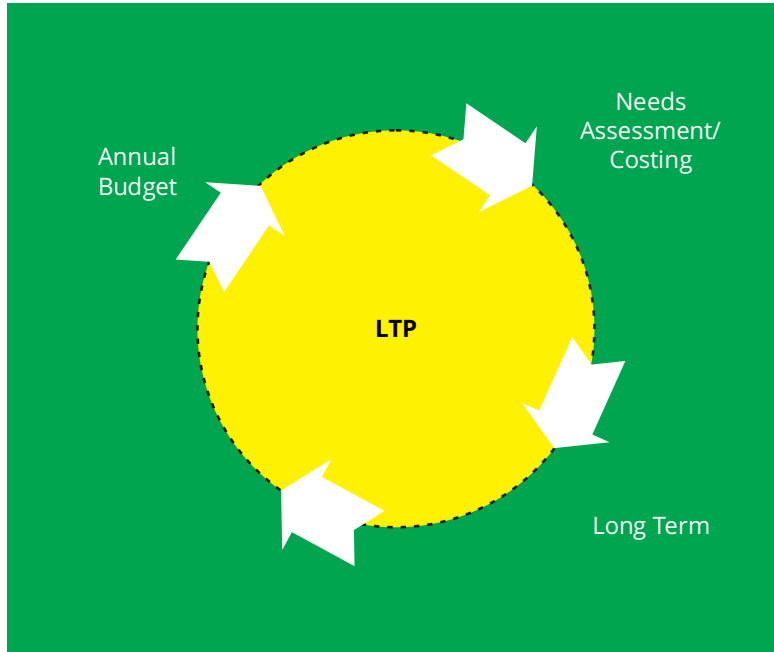 Needs
Assessment/
Costing
Annual
Budget
LTP
Long Term